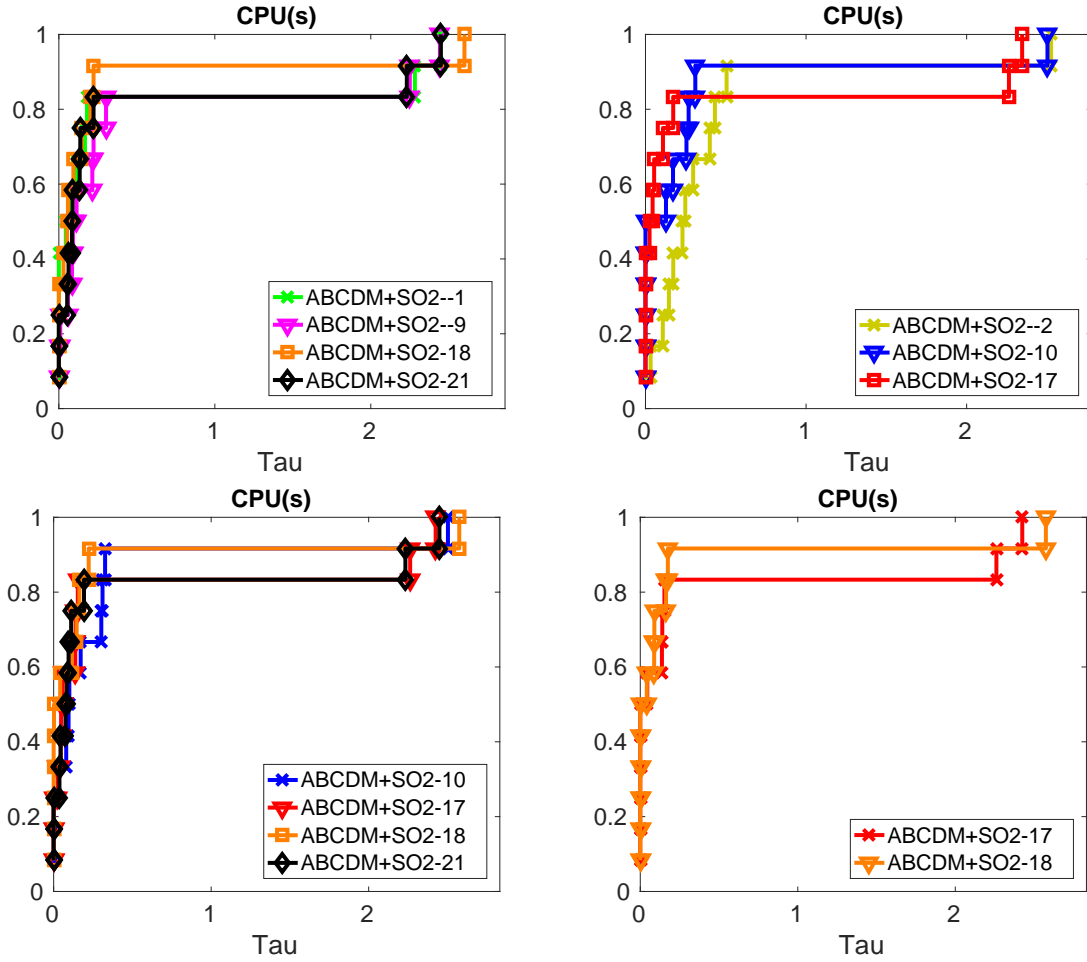 CPU(s)
1
0.8
0.6
0.4
0.2
0
0
1
2
Tau
ABCDM+SO2--1
ABCDM+SO2--9
ABCDM+SO2-18
ABCDM+SO2-21
CPU(s)
1
0.8
0.6
0.4
0.2
0
0
1
2
Tau
ABCDM+SO2--2
ABCDM+SO2-10
ABCDM+SO2-17
CPU(s)
1
0.8
0.6
0.4
0.2
0
0
1
2
Tau
ABCDM+SO2-10
ABCDM+SO2-17
ABCDM+SO2-18
ABCDM+SO2-21
CPU(s)
1
0.8
0.6
0.4
0.2
0
0
1
2
Tau
ABCDM+SO2-17
ABCDM+SO2-18